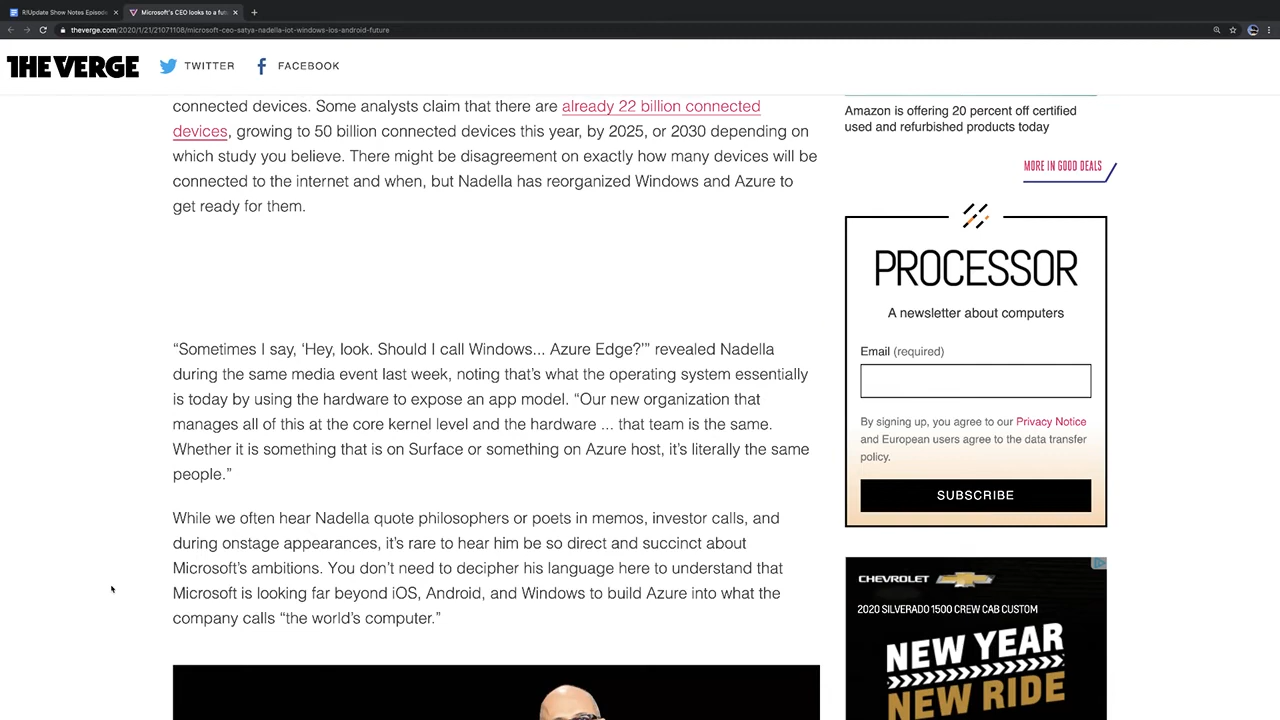 R!Update Show Notes Episode
Microsoft's CEO looks to a fut
theverge.com/2020/1/21/21071108/microsoft-ceo-satya-nadella-iot-windows-ios-android-future
THE VERGE
TWITTER
FACEBOOK
connected devices. Some analysts claim that there are already 22 billion connected
devices, growing to 50 billion connected devices this year, by 2025, or 2030 depending on
which study you believe. There might be disagreement on exactly how many devices will be
connected to the internet and when, but Nadella has reorganized Windows and Azure to
get ready for them.
“Sometimes I say, ‘Hey, look. Should I call Windows... Azure Edge?’” revealed Nadella
during the same media event last week, noting that’s what the operating system essentially
is today by using the hardware to expose an app model. “Our new organization that
manages all of this at the core kernel level and the hardware ... that team is the same.
Whether it is something that is on Surface or something on Azure host, it’s literally the same
people.”
While we often hear Nadella quote philosophers or poets in memos, investor calls, and
during onstage appearances, it’s rare to hear him be so direct and succinct about
Microsoft’s ambitions. You don’t need to decipher his language here to understand that
Microsoft is looking far beyond iOS, Android, and Windows to build Azure into what the
company calls “the world’s computer.”
Amazon is offering 20 percent off certified
used and refurbished products today
MORE IN GOOD DEALS
PROCESSOR
A newsletter about computers
Email (required)
By signing up, you agree to our Privacy Notice
and European users agree to the data transfer
policy.
SUBSCRIBE
CHEVROLET
2020 SILVERADO 1500 CREW CAB CUSTOM
NEW YEAR
NEW RIDE